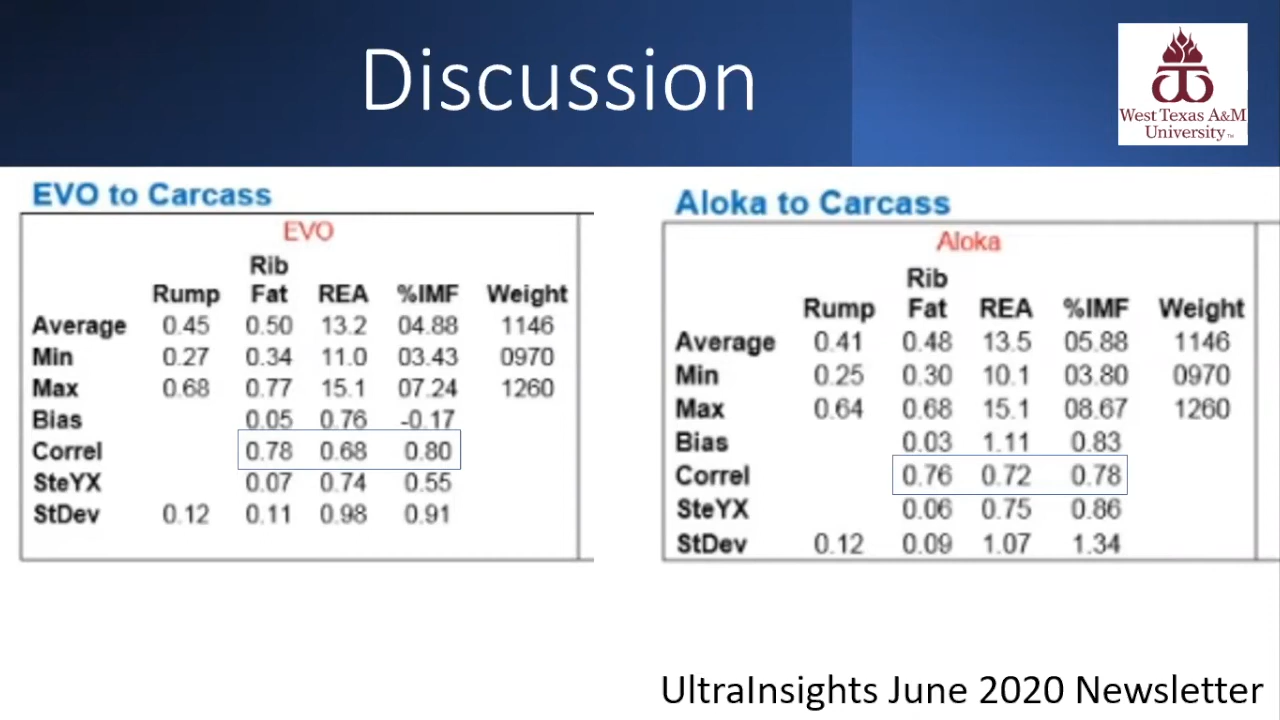 Discussion
West Texas A&M
University™
EVO to Carcass
EVO
Rib
Rump Fat REA %IMF Weight
Average 0.45 0.50 13.2 04.88 1146
Min 0.27 0.34 11.0 03.43 0970
Max 0.68 0.77 15.1 07.24 1260
Bias 0.05 0.76 -0.17
Correl 0.78 0.68 0.80
SteYX 0.07 0.74 0.55
StDev 0.12 0.11 0.98 0.91
Aloka to Carcass
Aloka
Rib
Rump Fat REA %IMF Weight
Average 0.41 0.48 13.5 05.88 1146
Min 0.25 0.30 10.1 03.80 0970
Max 0.64 0.68 15.1 08.67 1260
Bias 0.03 1.11 0.83
Correl 0.76 0.72 0.78
SteYX 0.06 0.75 0.86
StDev 0.12 0.09 1.07 1.34
UltraInsights June 2020 Newsletter